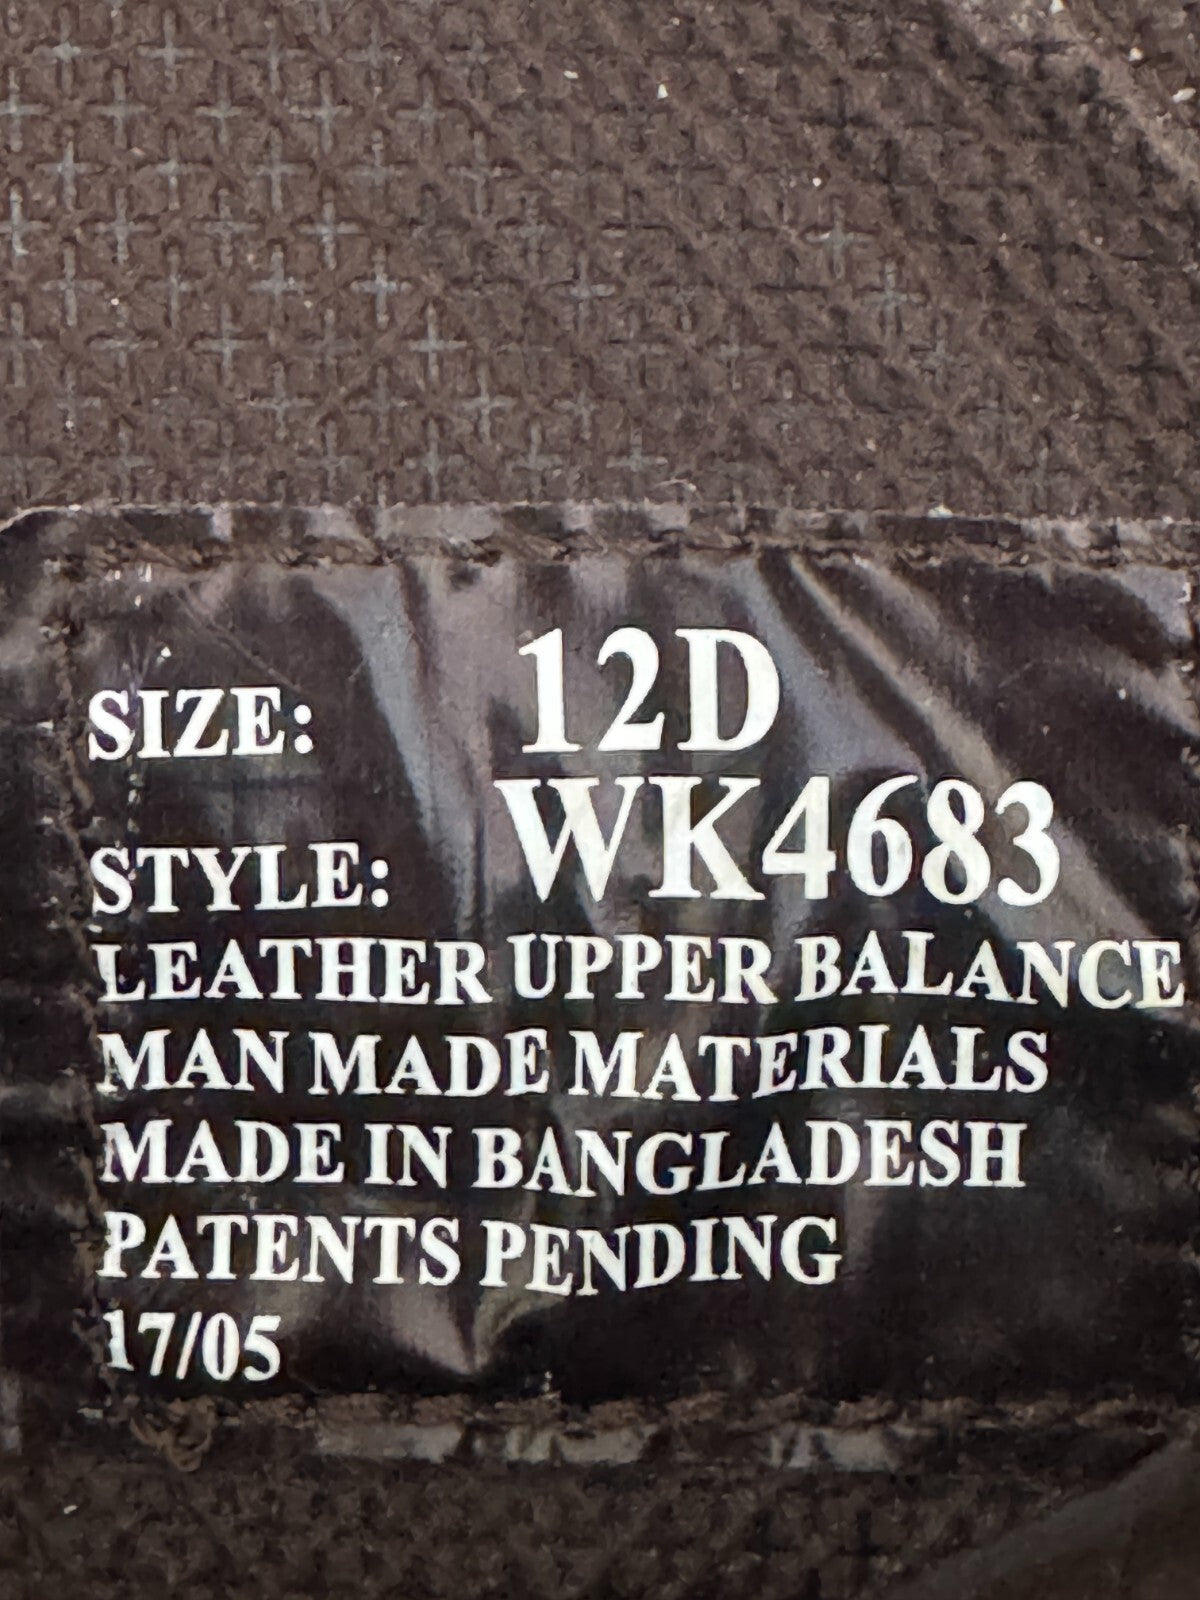 SIZE: 12D
STYLE: WK4683
LEATHER UPPER BALANCE
MAN MADE MATERIALS
MADE IN BANGLADESH
PATENTS PENDING
17/05